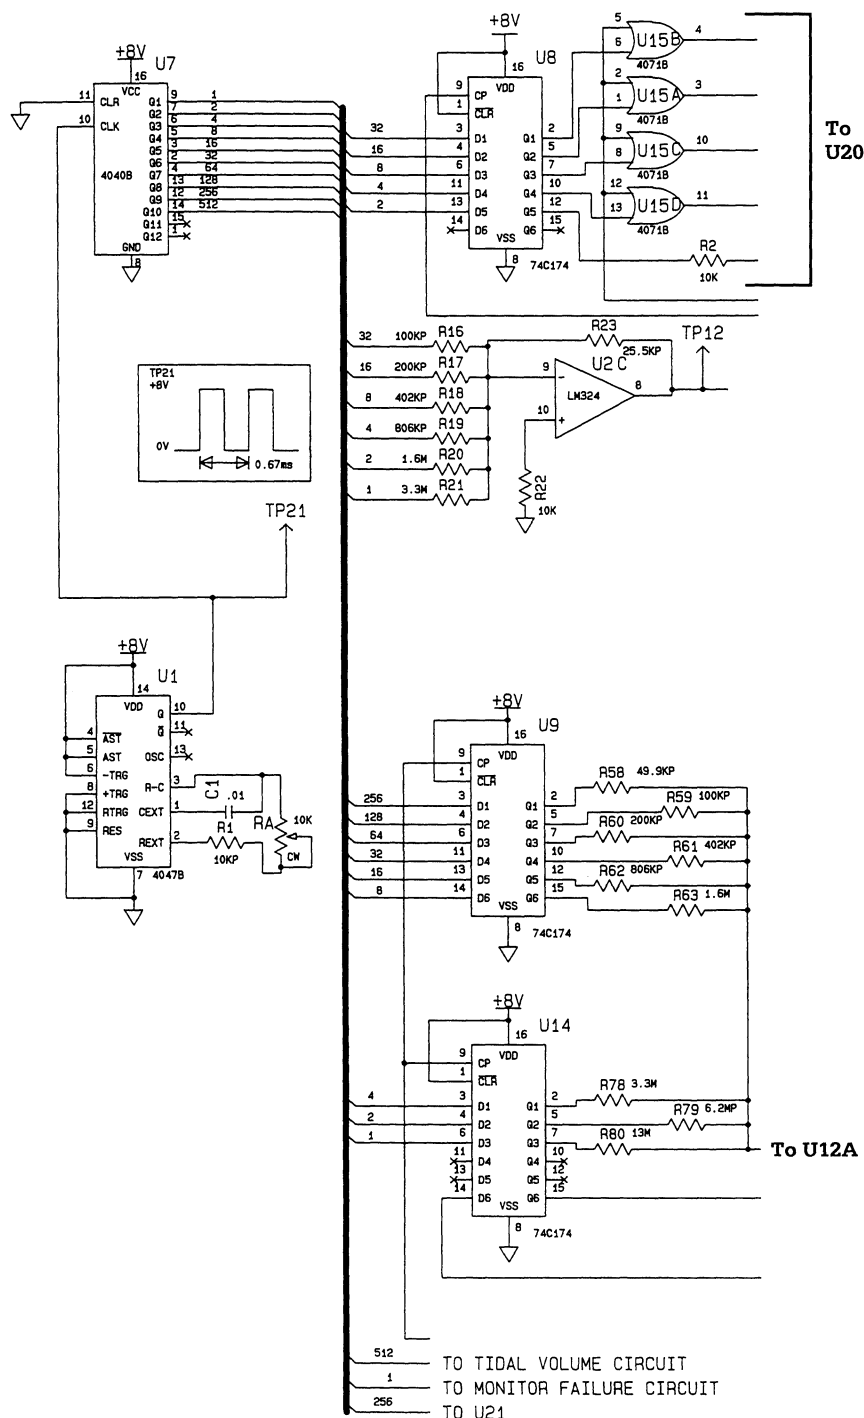 +8V
U7
16
VCC
11 CLR
10 CLK
4040B
GND
8
Q1 9 1
Q2 7 2
Q3 6 4
Q4 5 8
Q5 3 16
Q6 2 32
Q7 4 64
Q8 13 128
Q9 12 256
Q10 14 512
Q11 15
Q12 1
+8V
U8
16
VDD
9 CP
1 CLR
32 3 D1
16 4 D2
8 6 D3
4 11 D4
2 13 D5
14 D6
Q1 2
Q2 5
Q3 7
Q4 10
Q5 12
Q6 15
VSS
8
74C174
5
6
U15B
4
4071B
2
1
U15A
3
4071B
9
8
U15C
10
4071B
12
13
U15D
11
4071B
R2
10K
To
U20
32 100KP R16
16 200KP R17
8 402KP R18
4 806KP R19
2 1.6M R20
1 3.3M R21
R23
25.5KP
U2C
9 −
10 +
LM324
8
TP12
R22
10K
TP21
+8V
0V
0.67ms
TP21
+8V
U1
14
VDD
4 AST
5 AST
6 -TRG
8 +TRG
12 RTRG
9 RES
Q 10
Q 11
OSC 13
R-C 3
CEXT 1
REXT 2
VSS
7
4047B
C1
.01
R1
10KP
RA
10K
CW
+8V
U9
16
VDD
9 CP
1 CLR
256 3 D1
128 4 D2
64 6 D3
32 11 D4
16 13 D5
8 14 D6
Q1 2 R58 49.9KP
Q2 5 R59 100KP
Q3 7 R60 200KP
Q4 10 R61 402KP
Q5 12 R62 806KP
Q6 15 R63 1.6M
VSS
8
74C174
+8V
U14
16
VDD
9 CP
1 CLR
4 3 D1
2 4 D2
1 6 D3
11 D4
13 D5
14 D6
Q1 2 R78 3.3M
Q2 5 R79 6.2MP
Q3 7 R80 13M
Q4 10
Q5 12
Q6 15
VSS
8
74C174
To U12A
512 TO TIDAL VOLUME CIRCUIT
1 TO MONITOR FAILURE CIRCUIT
256 TO U21